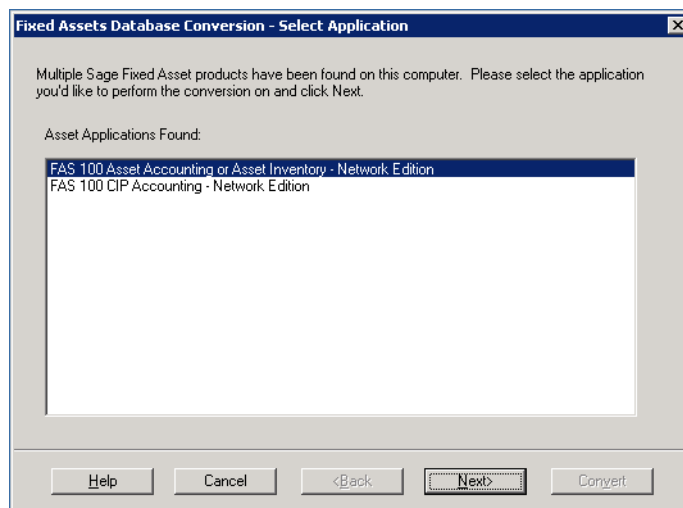 Fixed Assets Database Conversion - Select Application
Multiple Sage Fixed Asset products have been found on this computer. Please select the application
you'd like to perform the conversion on and click Next.
Asset Applications Found:
FAS 100 Asset Accounting or Asset Inventory - Network Edition
FAS 100 CIP Accounting - Network Edition
Help Cancel <Back Next> Convert